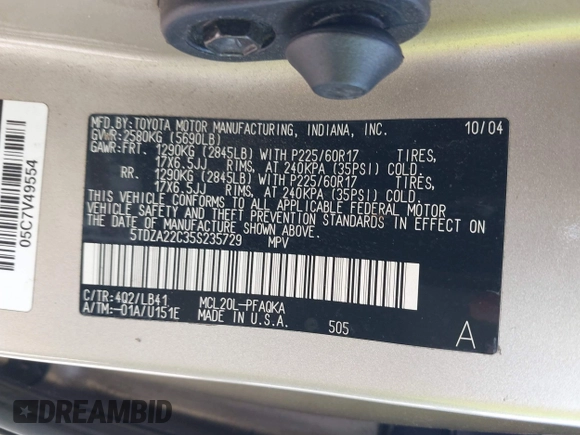 MFD.BY:TOYOTA MOTOR MANUFACTURING, INDIANA, INC. 10/04
GVWR:2580KG (5690LB)
GAWR:FRT. 1290KG (2845LB) WITH P225/60R17 TIRES,
17X6.5JJ RIMS, AT 240KPA (35PSI) COLD.
RR. 1290KG (2845LB) WITH P225/60R17 TIRES,
17X6.5JJ RIMS, AT 240KPA (35PSI) COLD.
THIS VEHICLE CONFORMS TO ALL APPLICABLE FEDERAL MOTOR
VEHICLE SAFETY AND BUMPER STANDARDS IN EFFECT ON THE
DATE OF MANUFACTURE SHOWN ABOVE.
5TDZA22C35S235729 MPV
C/TR:4Q2/LB41 MCL20L-PFAQKA
A/TM:-01A/U151E MADE IN U.S.A. 505
A
05C7Y49554
DREAMBID